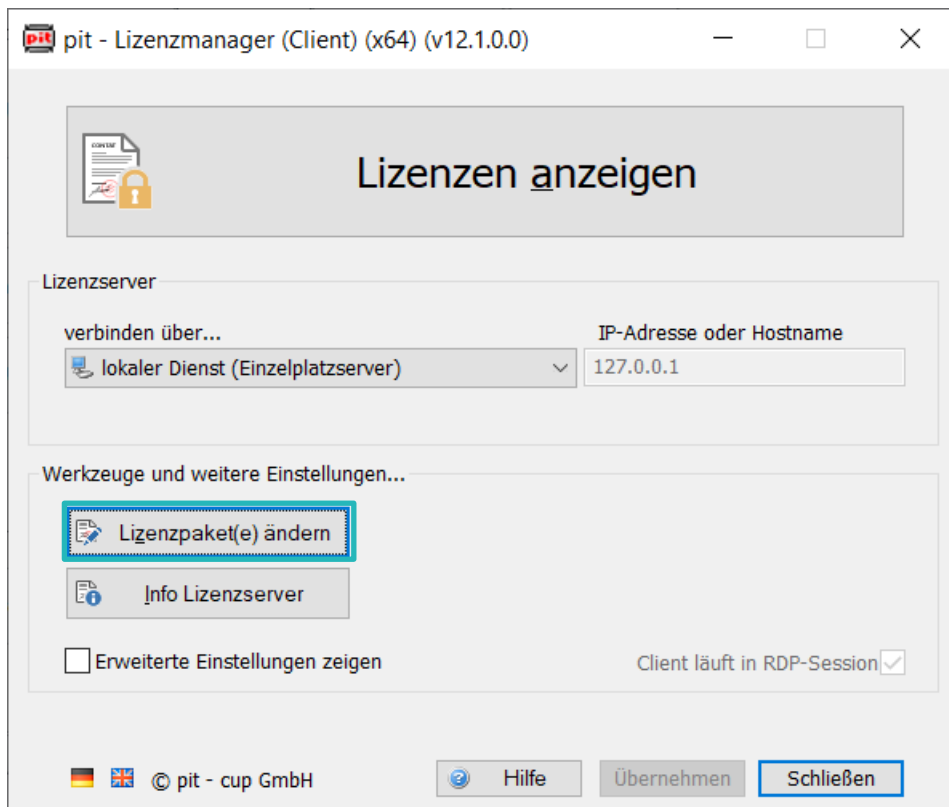 pit
pit - Lizenzmanager (Client) (x64) (v12.1.0.0)
CONTRAT
Lizenzen anzeigen
Lizenzserver
verbinden über...
IP-Adresse oder Hostname
lokaler Dienst (Einzelplatzserver)
127.0.0.1
Werkzeuge und weitere Einstellungen...
Lizenzpaket(e) ändern
Info Lizenzserver
Erweiterte Einstellungen zeigen
Client läuft in RDP-Session
© pit - cup GmbH
Hilfe
Übernehmen
Schließen